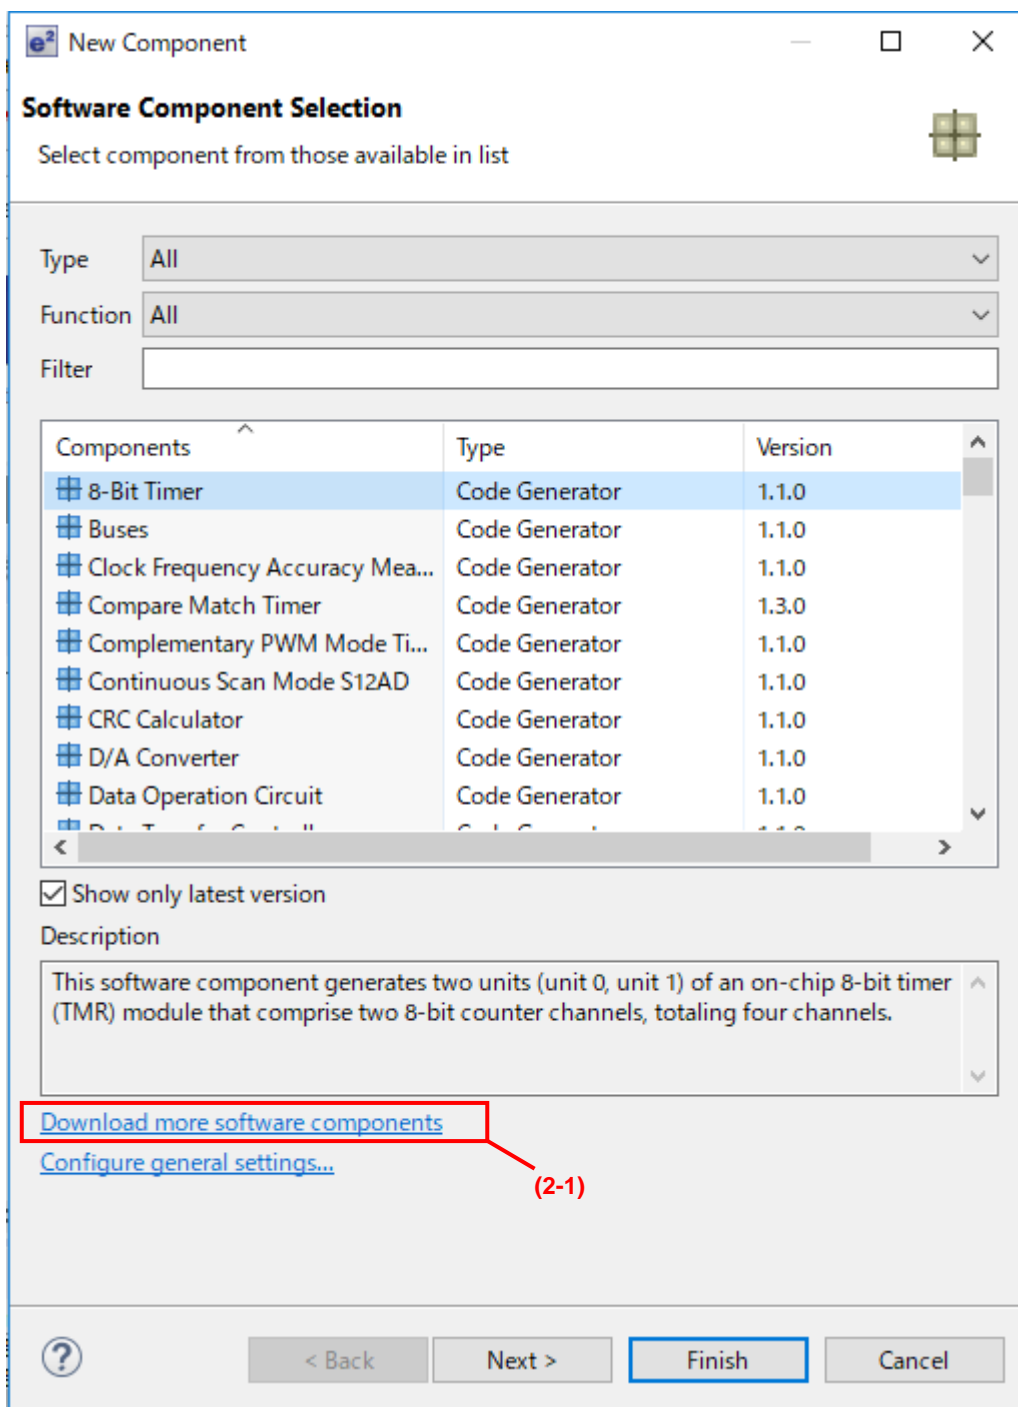 e² New Component
Software Component Selection
Select component from those available in list
Type All
Function All
Filter
Components Type Version
8-Bit Timer Code Generator 1.1.0
Buses Code Generator 1.1.0
Clock Frequency Accuracy Mea... Code Generator 1.1.0
Compare Match Timer Code Generator 1.3.0
Complementary PWM Mode Ti... Code Generator 1.1.0
Continuous Scan Mode S12AD Code Generator 1.1.0
CRC Calculator Code Generator 1.1.0
D/A Converter Code Generator 1.1.0
Data Operation Circuit Code Generator 1.1.0
Show only latest version
Description
This software component generates two units (unit 0, unit 1) of an on-chip 8-bit timer
(TMR) module that comprise two 8-bit counter channels, totaling four channels.
Download more software components
Configure general settings...
(2-1)
? < Back Next > Finish Cancel